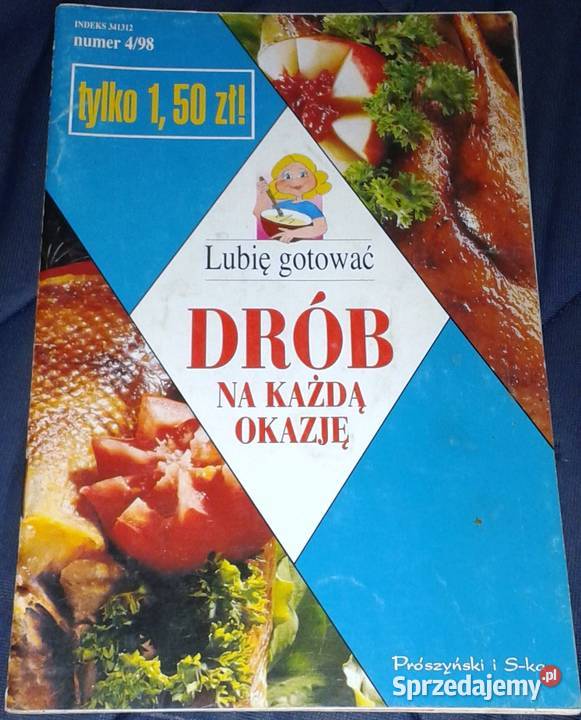 INDEKS 341312
numer 4/98
tylko 1, 50 zł!
Lubię gotować
DRÓB
NA KAŻDĄ
OKAZJĘ
Prószyński i S-ka
Sprzedajemy.pl